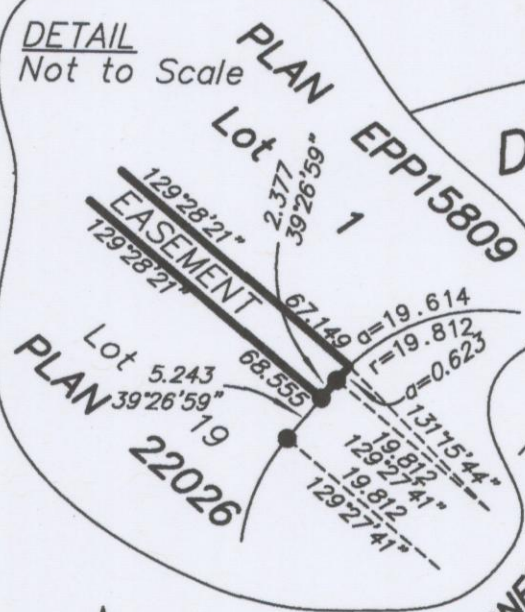 DETAIL
Not to Scale
PLAN EPP15809
Lot 1
D
2.377
39°26'59"
129°28'21"
EASEMENT
129°28'21"
67.149
68.555
a=19.614
r=19.812
a=0.623
131°15'44"
19.812
129°27'41"
19.812
129°27'41"
Lot 19
5.243
39°26'59"
PLAN 22026